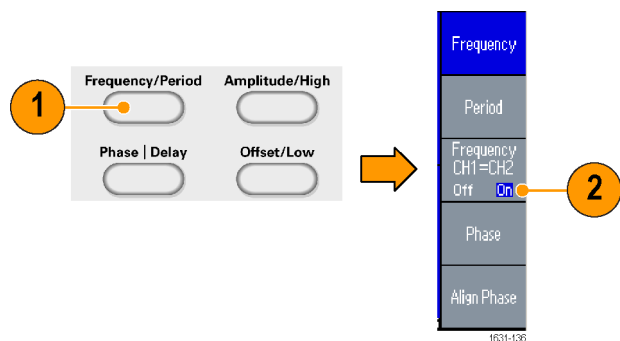 1
Frequency/Period
Amplitude/High
Phase | Delay
Offset/Low
Frequency
Period
Frequency
CH1=CH2
Off On
2
Phase
Align Phase
1631-136